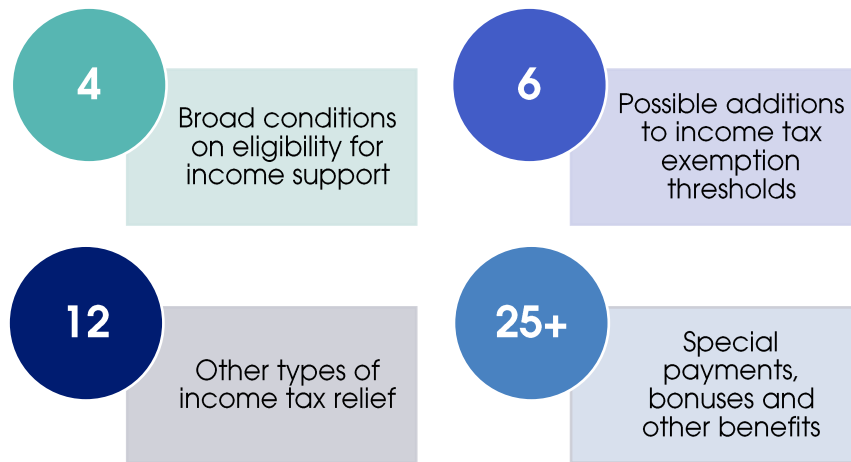 4
Broad conditions
on eligibility for
income support
6
Possible additions
to income tax
exemption
thresholds
12
Other types of
income tax relief
25+
Special
payments,
bonuses and
other benefits